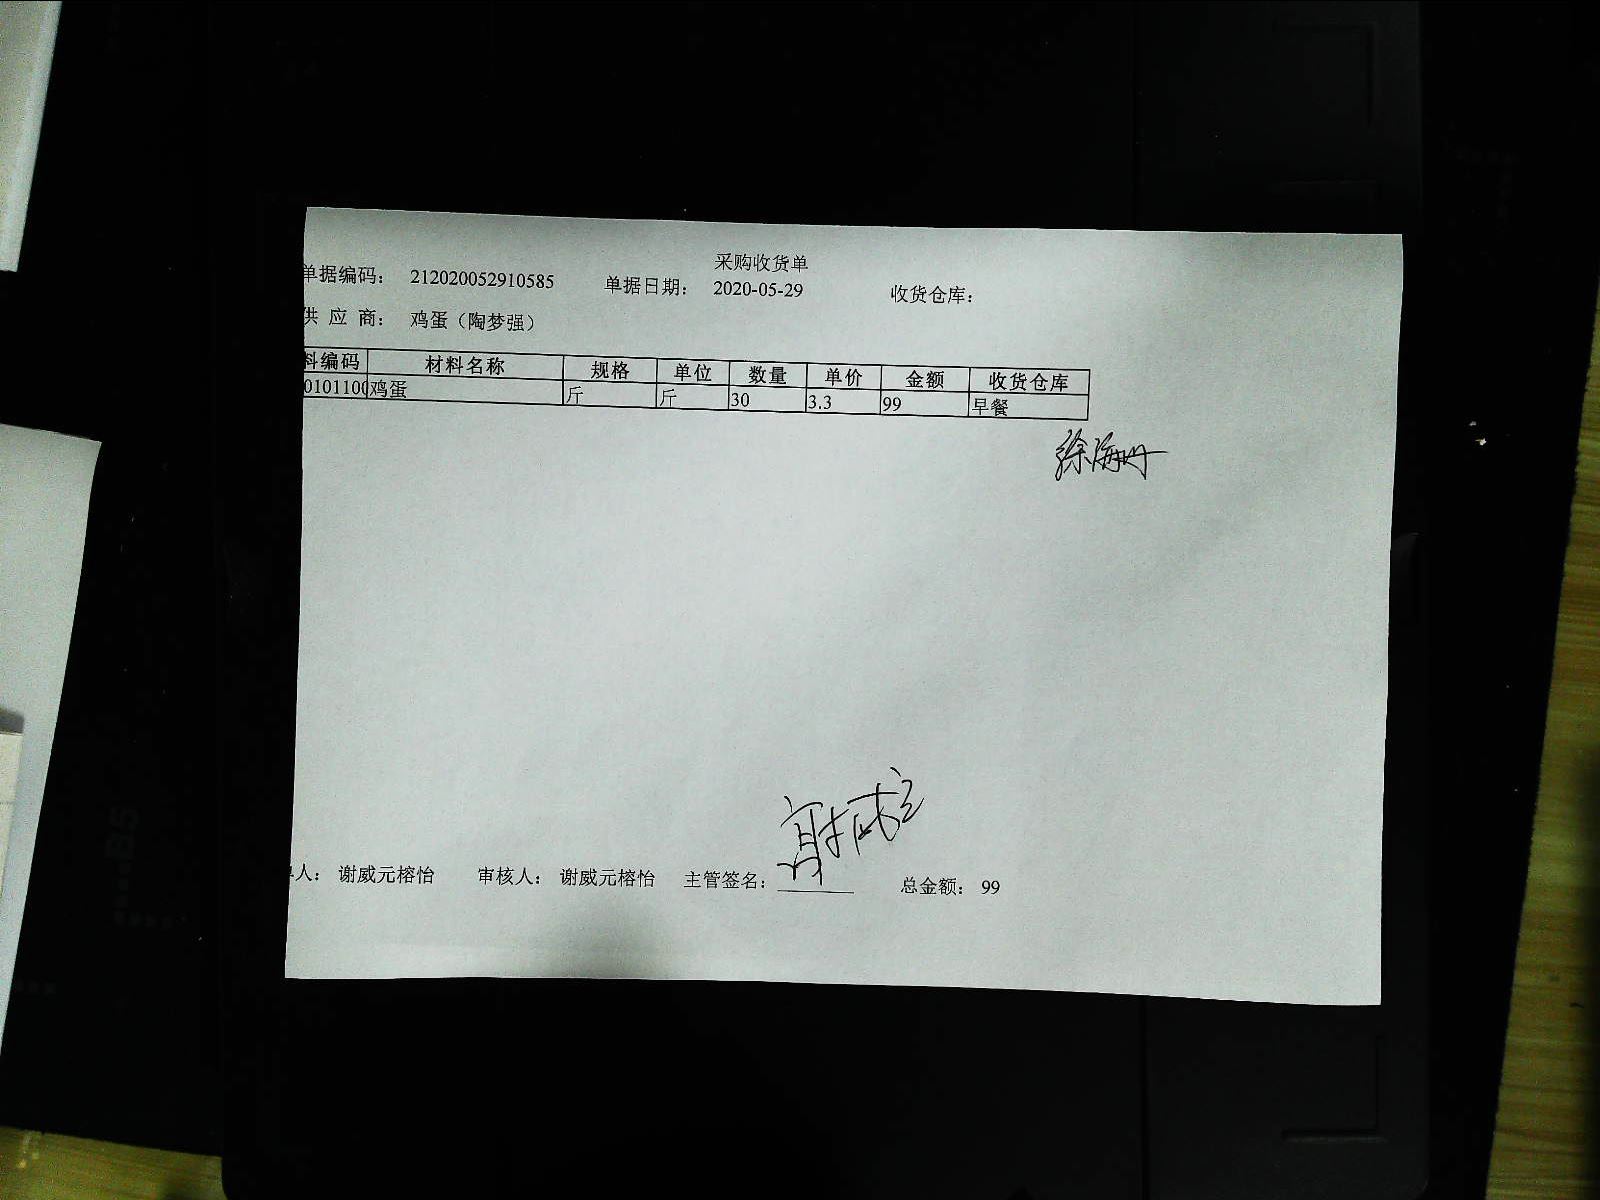 采购收货单
单据编码： 212020052910585 单据日期： 2020-05-29 收货仓库：
供 应 商： 鸡蛋（陶梦强）
料编码 材料名称 规格 单位 数量 单价 金额 收货仓库
0101100 鸡蛋 斤 斤 30 3.3 99 早餐
徐海丹
人： 谢威元榕怡 审核人： 谢威元榕怡 主管签名： 总金额： 99
B5